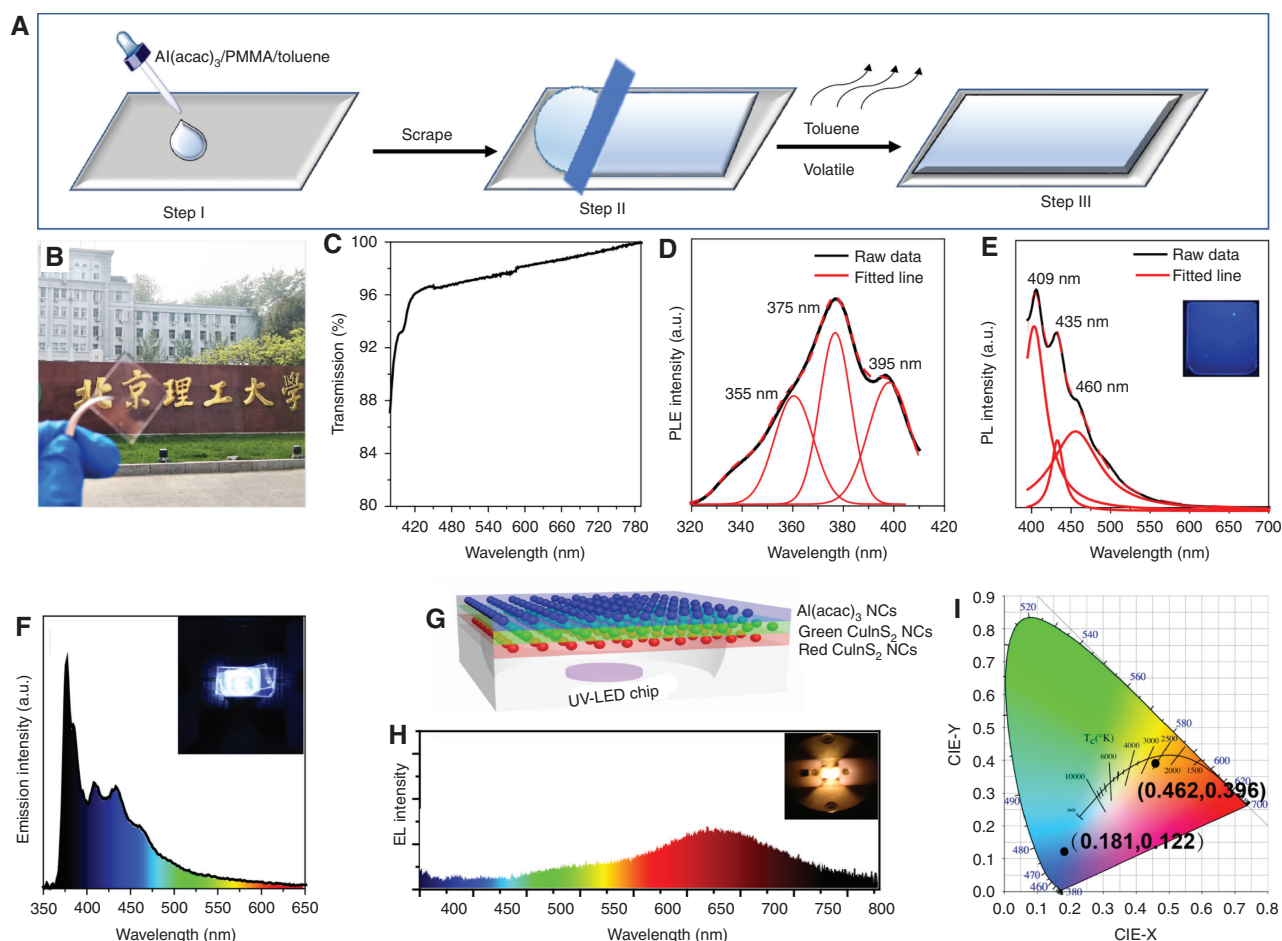 A
Al(acac)₃/PMMA/toluene
Scrape
Toluene
Volatile
Step I
Step II
Step III
B
北京理工大學
C
Transmission (%)
100
96
92
88
84
80
480 540 600 660 720 780
Wavelength (nm)
D
Raw data
Fitted line
375 nm
395 nm
355 nm
PLE intensity (a.u.)
320 340 360 380 400 420
Wavelength (nm)
E
Raw data
Fitted line
409 nm
435 nm
460 nm
PL intensity (a.u.)
400 450 500 550 600 650 700
Wavelength (nm)
F
Emission intensity (a.u.)
350 400 450 500 550 600 650
Wavelength (nm)
G
Al(acac)₃ NCs
Green CuInS₂ NCs
Red CuInS₂ NCs
UV-LED chip
H
EL intensity
400 450 500 550 600 650 700 750 800
Wavelength (nm)
I
CIE-Y
0.9
0.8
0.7
0.6
0.5
0.4
0.3
0.2
0.1
0.0
0.0 0.1 0.2 0.3 0.4 0.5 0.6 0.7 0.8
CIE-X
520
540
560
580
600
620
700
490
480
470
460
380
T_c(°K)
∞
10000
6000
4000
3000
2500
2000
1500
(0.462,0.396)
(0.181,0.122)